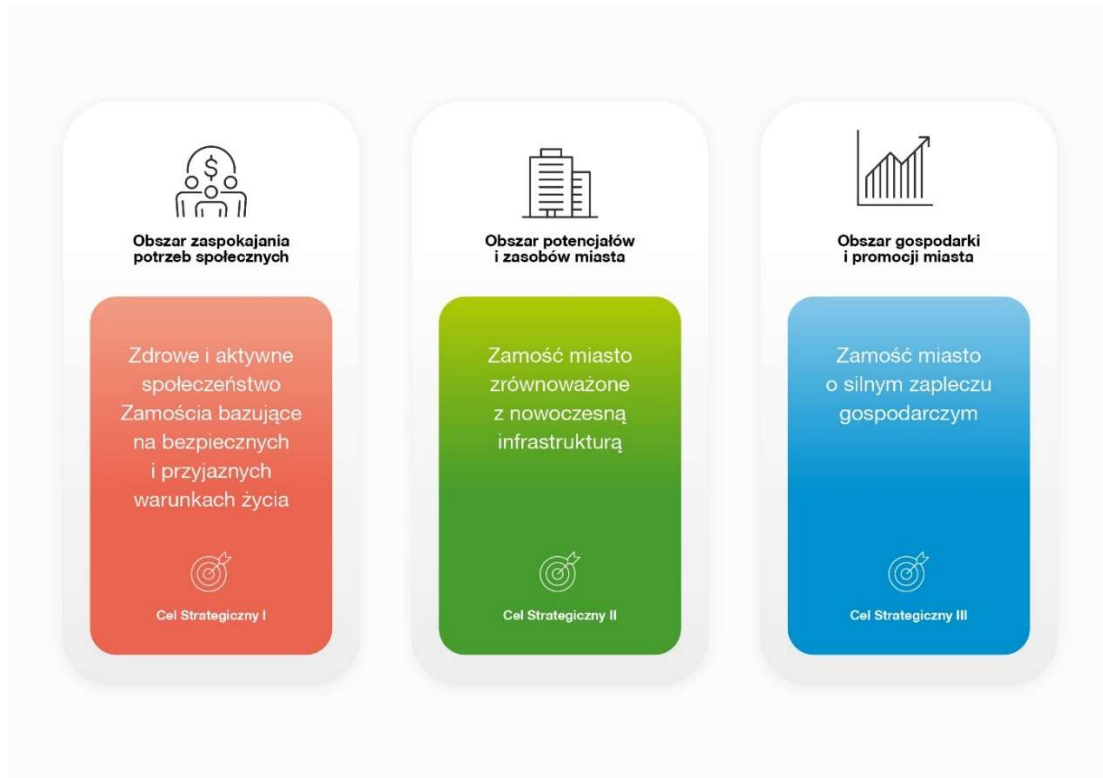 Obszar zaspokajania
potrzeb społecznych
Zdrowe i aktywne
społeczeństwo
Zamościa bazujące
na bezpiecznych
i przyjaznych
warunkach życia
Cel Strategiczny I
Obszar potencjałów
i zasobów miasta
Zamość miasto
zrównoważone
z nowoczesną
infrastrukturą
Cel Strategiczny II
Obszar gospodarki
i promocji miasta
Zamość miasto
o silnym zapleczu
gospodarczym
Cel Strategiczny III